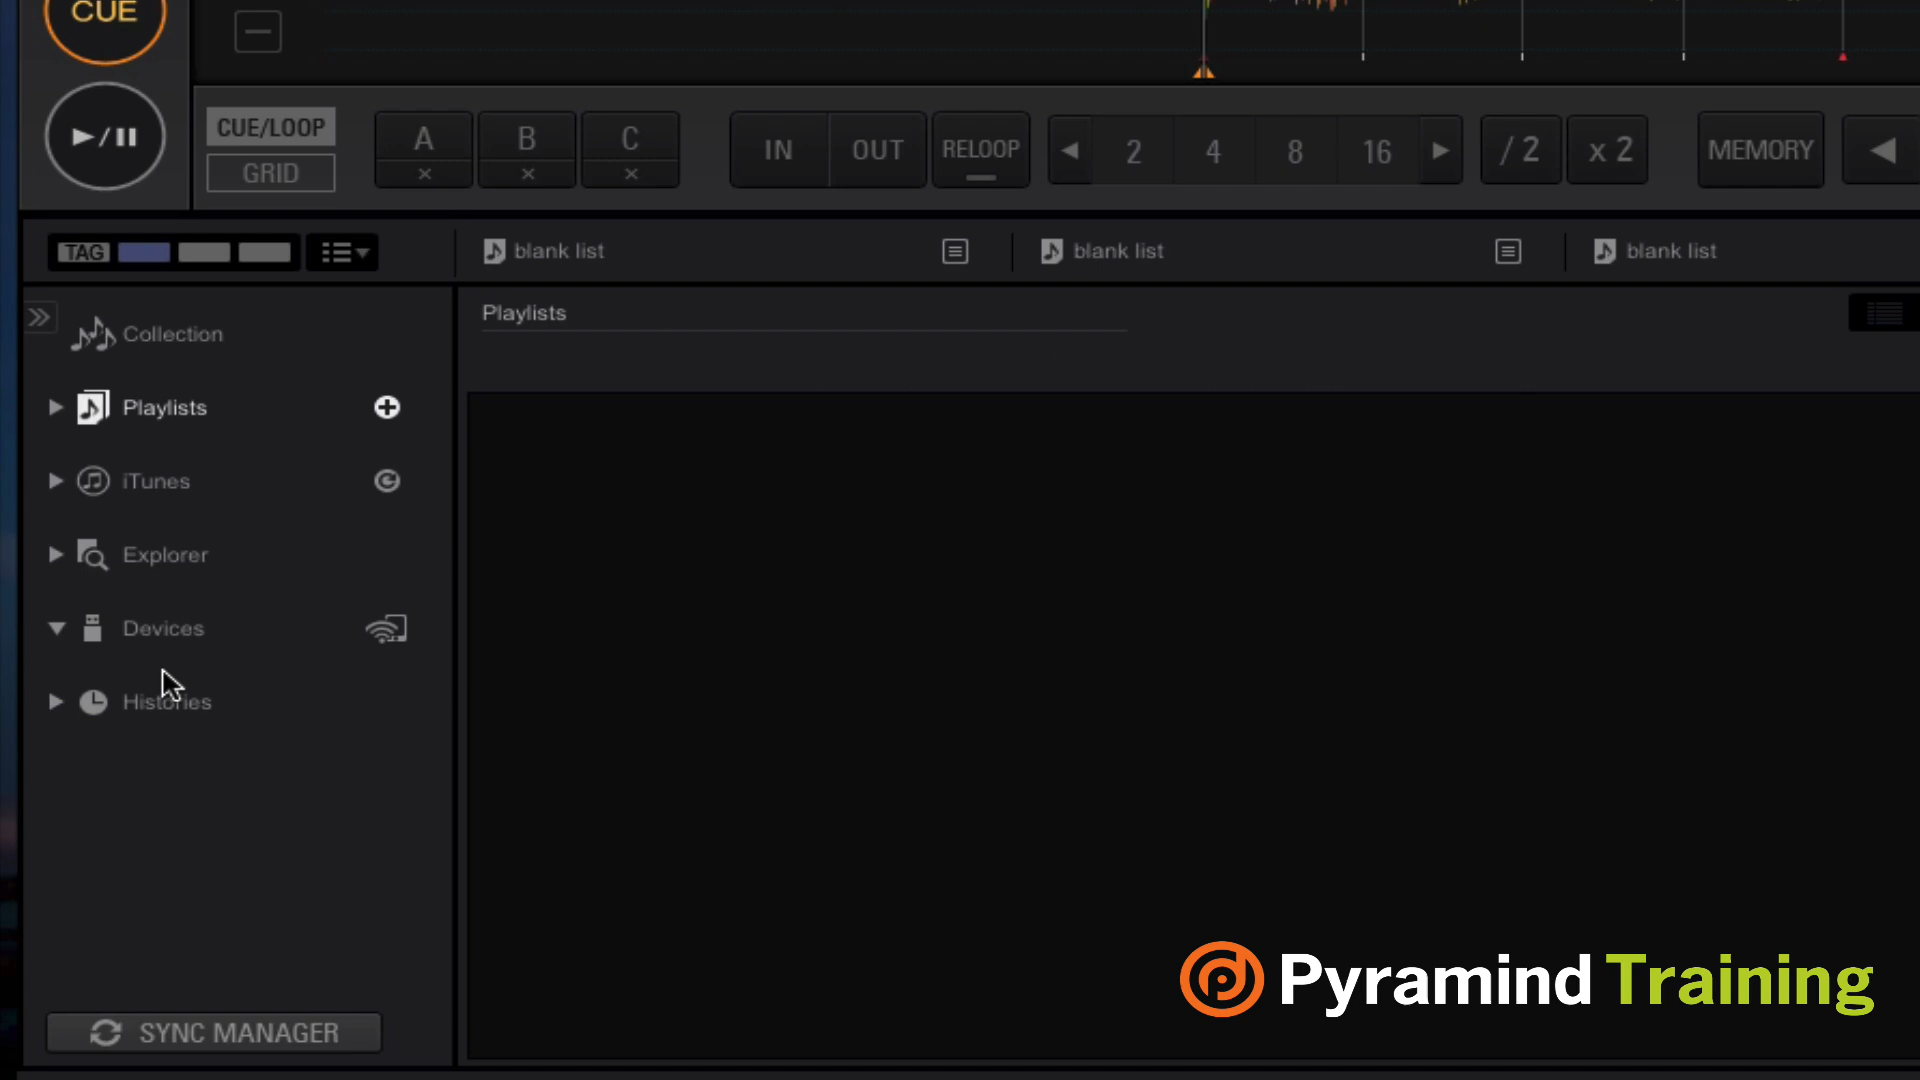 CUE
CUE/LOOP
GRID
A B C
IN OUT RELOOP
2 4 8 16
/ 2 x 2
MEMORY
TAG
blank list
blank list
blank list
Collection
Playlists
iTunes
Explorer
Devices
Histories
SYNC MANAGER
Playlists
Pyramind Training